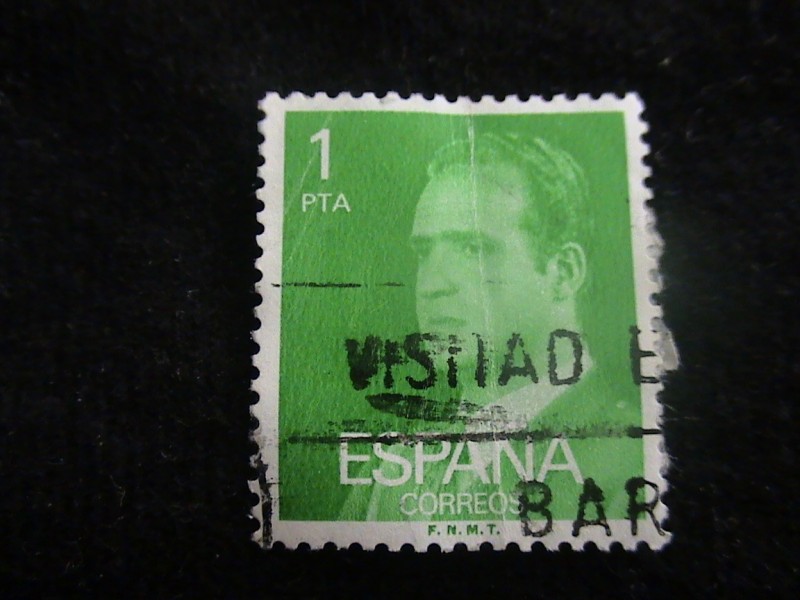 1
PTA
VISITAD E
ESPAÑA
CORREOS
BAR
F.N.M.T.